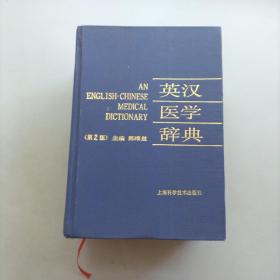 AN
ENGLISH-CHINESE
MEDICAL
DICTIONARY
《第2版》 主编 陈维益
英汉
医学
辞典
上海科学技术出版社